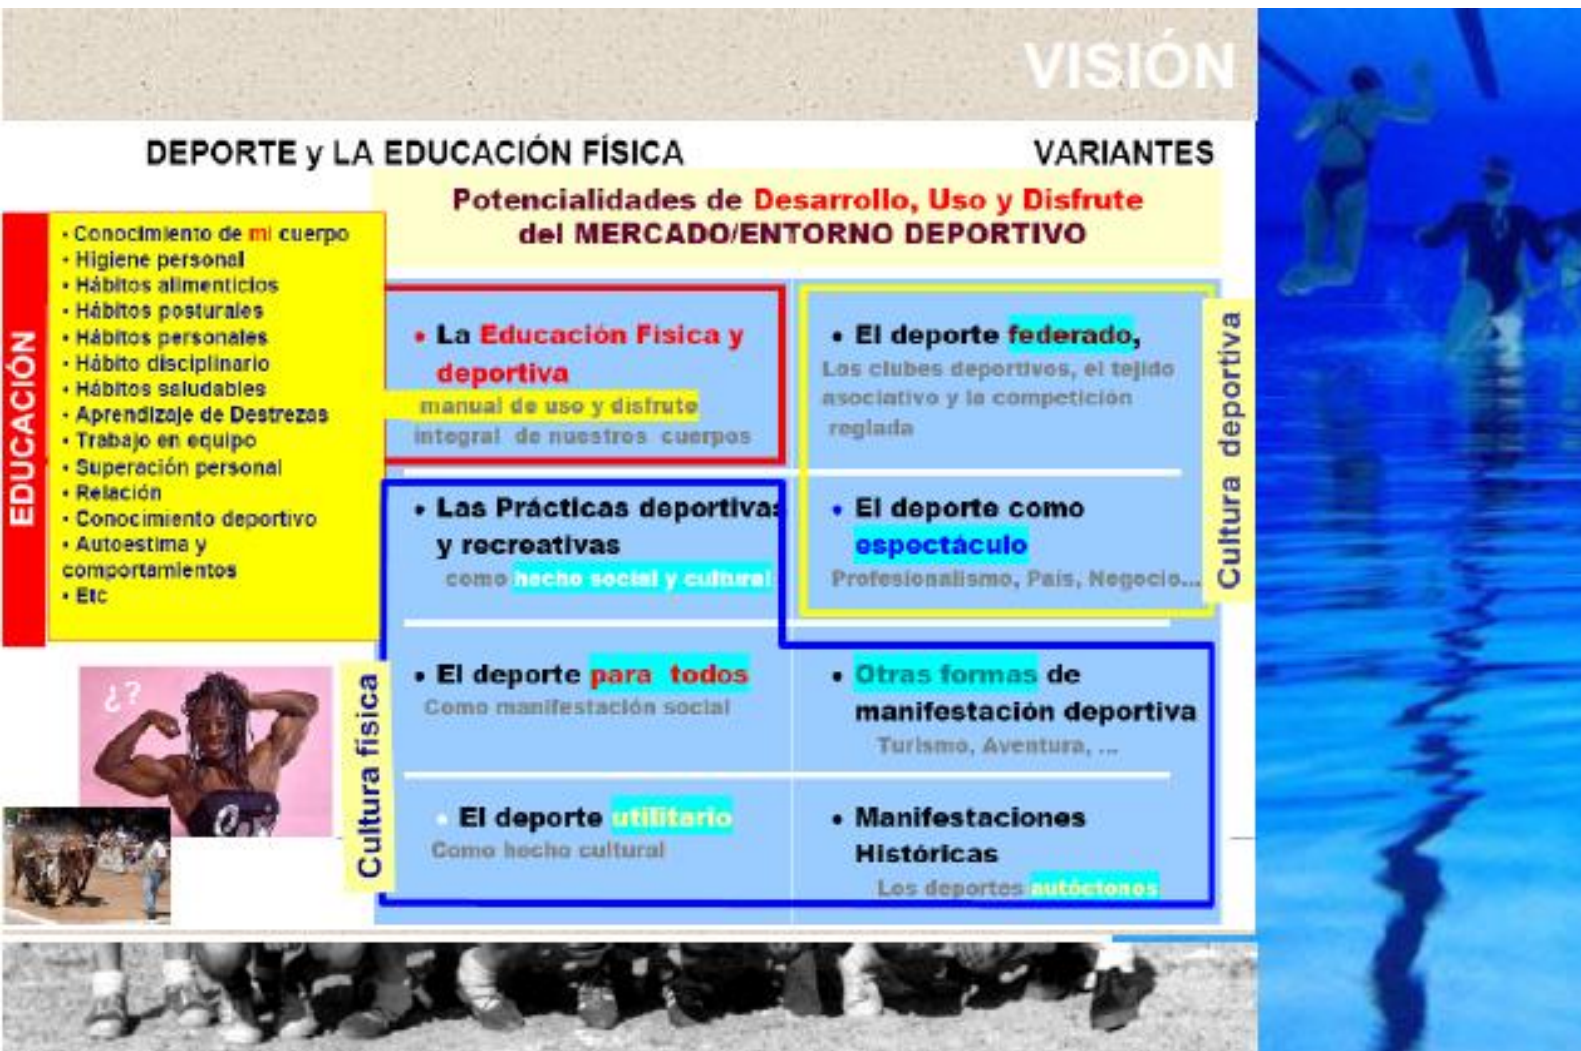 VISIÓN
DEPORTE y LA EDUCACIÓN FÍSICA
VARIANTES
Potencialidades de Desarrollo, Uso y Disfrute
del MERCADO/ENTORNO DEPORTIVO
EDUCACIÓN
• Conocimiento de mi cuerpo
• Higiene personal
• Hábitos alimenticios
• Hábitos posturales
• Hábitos personales
• Hábito disciplinario
• Hábitos saludables
• Aprendizaje de Destrezas
• Trabajo en equipo
• Superación personal
• Relación
• Conocimiento deportivo
• Autoestima y
comportamientos
• Etc
• La Educación Física y
deportiva
manual de uso y disfrute
integral de nuestros cuerpos
• El deporte federado,
Los clubes deportivos, el tejido
asociativo y la competición
reglada
Cultura deportiva
• Las Prácticas deportivas
y recreativas
como hecho social y cultural
• El deporte como
espectáculo
Profesionalismo, País, Negocio...
Cultura física
• El deporte para todos
Como manifestación social
• Otras formas de
manifestación deportiva
Turismo, Aventura, ...
• El deporte utilitario
Como hecho cultural
• Manifestaciones
Históricas
Los deportes autóctonos
¿?